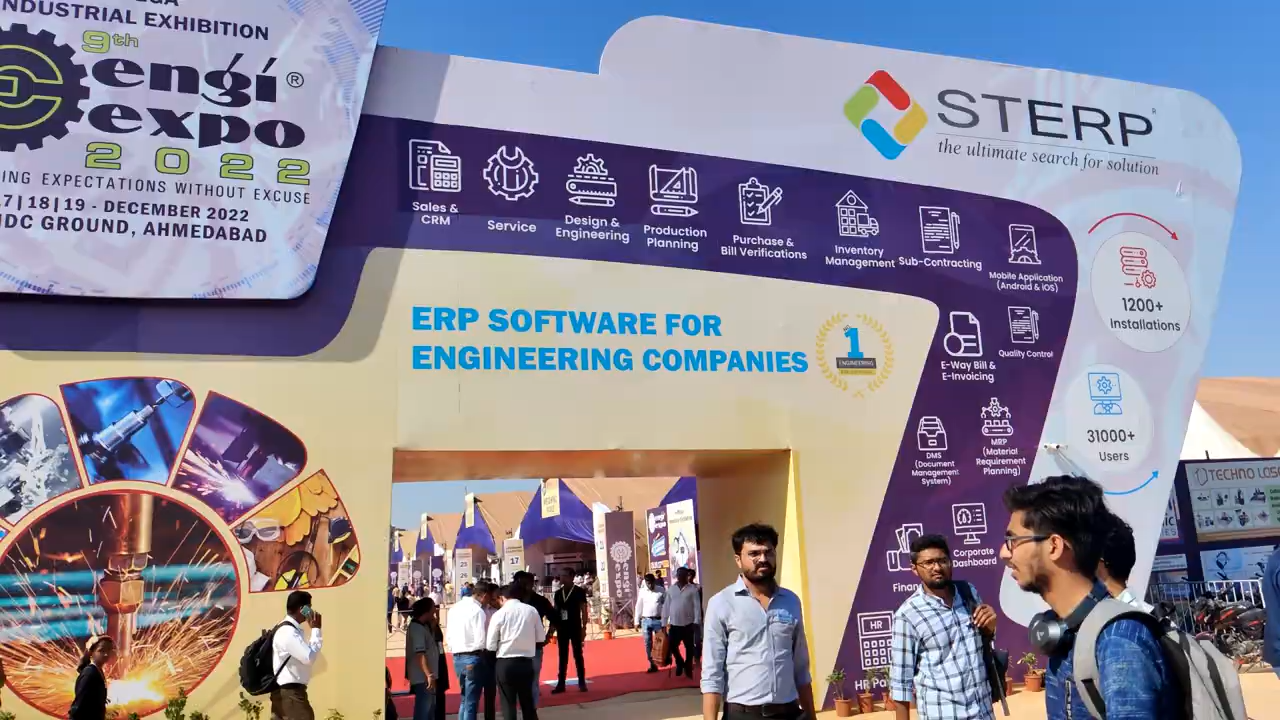 INDUSTRIAL EXHIBITION
9th
engi®
expo
2022
EXPECTATIONS WITHOUT EXCUSE
18|19 - DECEMBER 2022
GROUND, AHMEDABAD
STERP
the ultimate search for solution
Sales &
CRM
Service
Design &
Engineering
Production
Planning
Purchase &
Bill Verifications
Inventory
Management
Sub-Contracting
Mobile Application
(Android & iOS)
ERP SOFTWARE FOR
ENGINEERING COMPANIES
1
ENGINEERING
E-Way Bill &
E-Invoicing
Quality Control
1200+
Installations
DMS
(Document
Management
System)
MRP
(Material
Requirement
Planning)
31000+
Users
Corporate
Dashboard
HR
TECHNO
expo
17